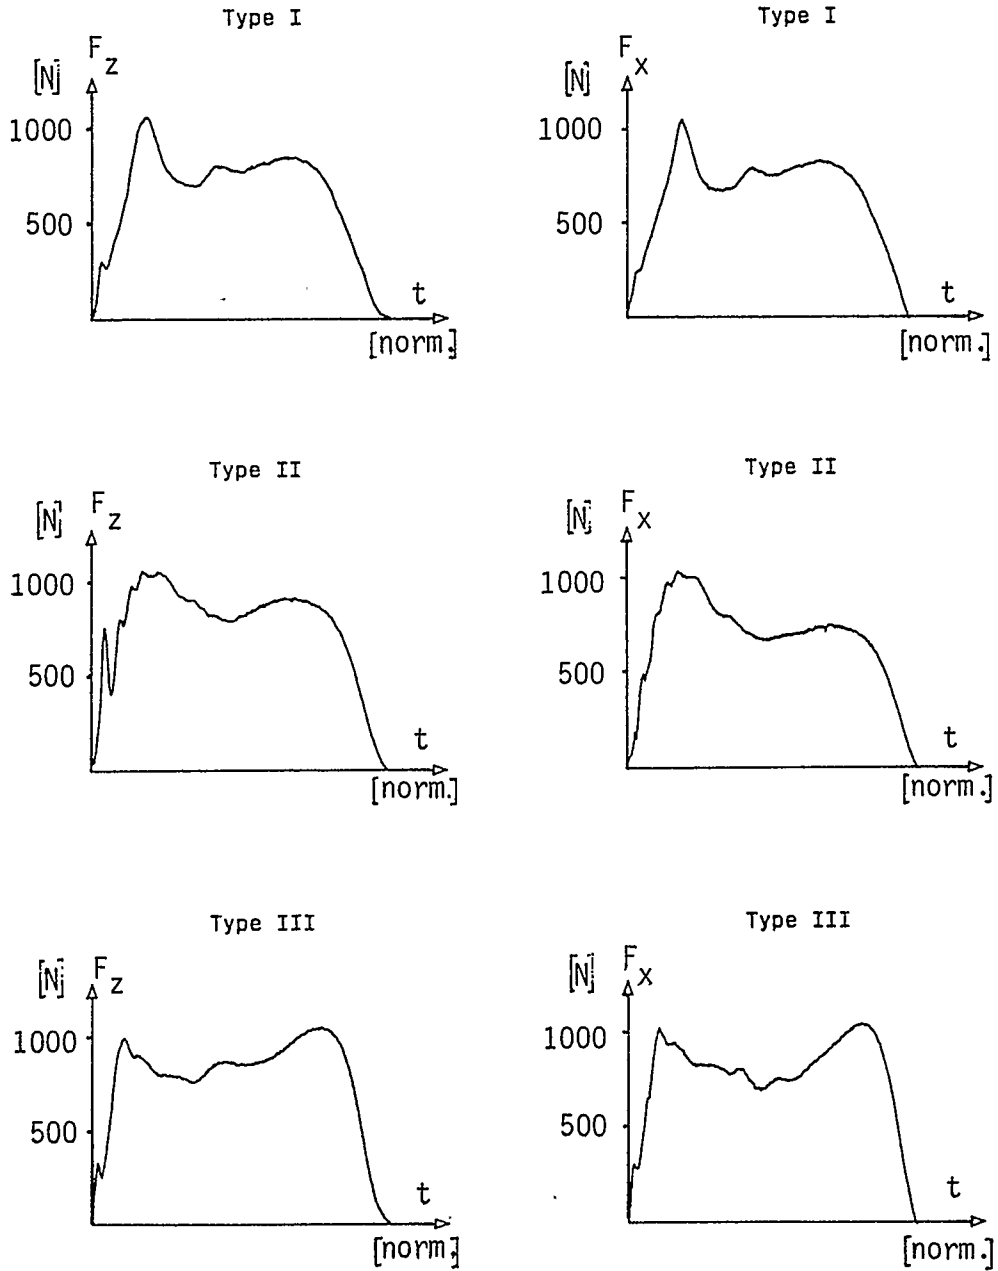 Type I
F
z
[N]
1000
500
t
[norm.]
Type I
F
x
[N]
1000
500
t
[norm.]
Type II
F
z
[N]
1000
500
t
[norm.]
Type II
F
x
[N]
1000
500
t
[norm.]
Type III
F
z
[N]
1000
500
t
[norm.]
Type III
F
x
[N]
1000
500
t
[norm.]